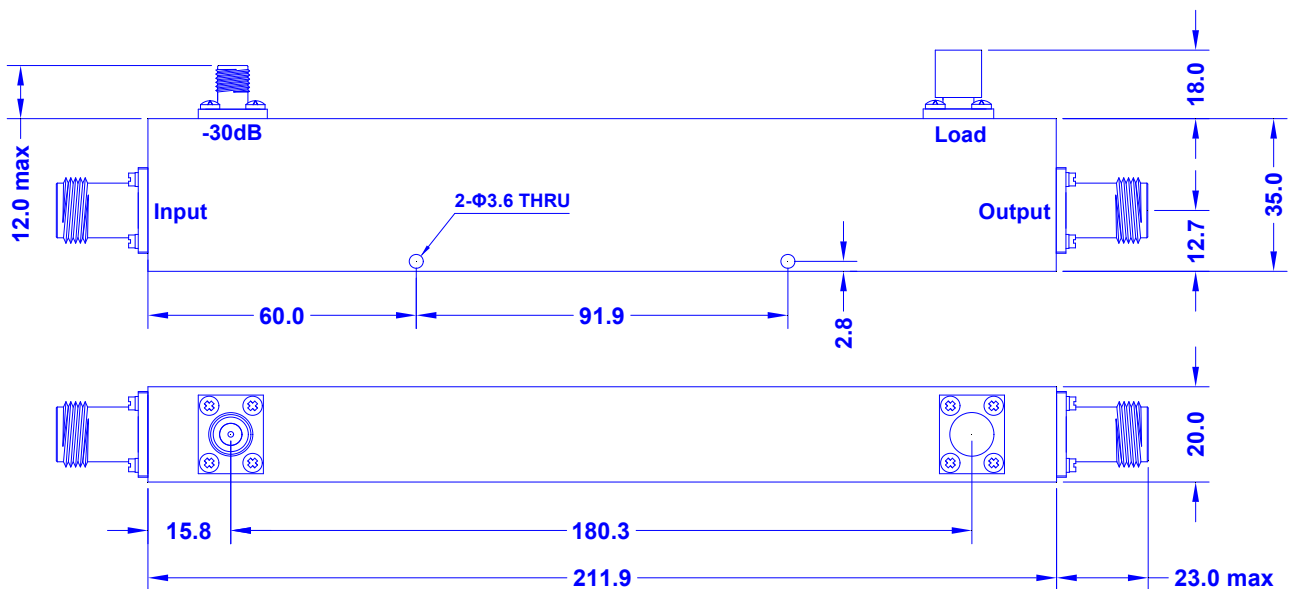 18.0
12.0 max
-30dB
Load
Input
2-Φ3.6 THRU
Output
12.7
35.0
60.0
91.9
2.8
20.0
15.8
180.3
211.9
23.0 max